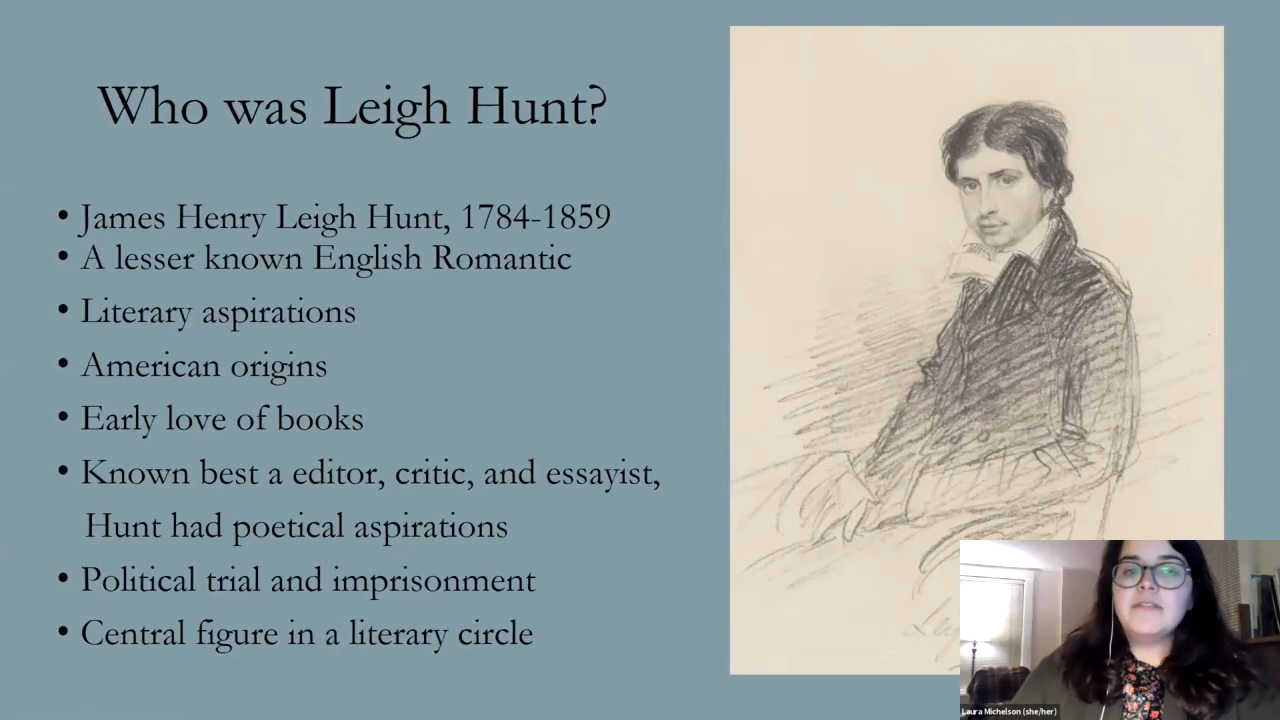 Who was Leigh Hunt?
• James Henry Leigh Hunt, 1784-1859
• A lesser known English Romantic
• Literary aspirations
• American origins
• Early love of books
• Known best a editor, critic, and essayist,
Hunt had poetical aspirations
• Political trial and imprisonment
• Central figure in a literary circle
Laura Michelson (she/her)